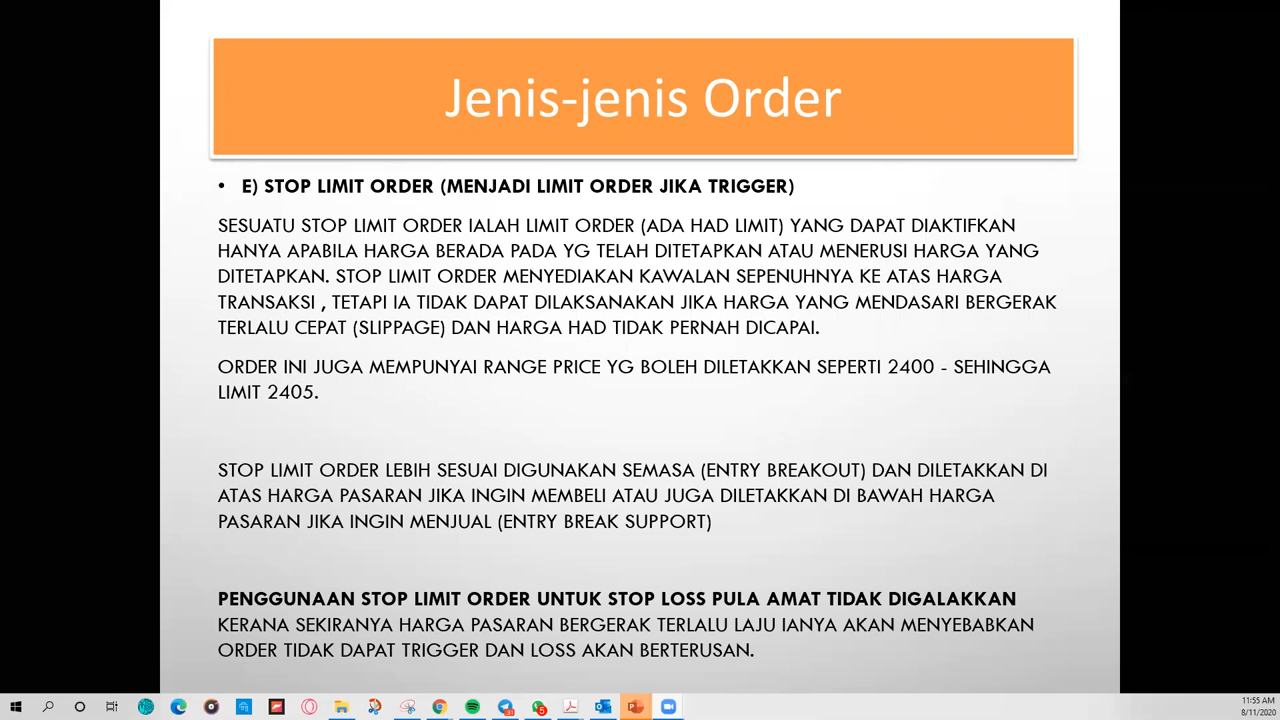 Jenis-jenis Order
• E) STOP LIMIT ORDER (MENJADI LIMIT ORDER JIKA TRIGGER)
SESUATU STOP LIMIT ORDER IALAH LIMIT ORDER (ADA HAD LIMIT) YANG DAPAT DIAKTIFKAN
HANYA APABILA HARGA BERADA PADA YG TELAH DITETAPKAN ATAU MENERUSI HARGA YANG
DITETAPKAN. STOP LIMIT ORDER MENYEDIAKAN KAWALAN SEPENUHNYA KE ATAS HARGA
TRANSAKSI , TETAPI IA TIDAK DAPAT DILAKSANAKAN JIKA HARGA YANG MENDASARI BERGERAK
TERLALU CEPAT (SLIPPAGE) DAN HARGA HAD TIDAK PERNAH DICAPAI.
ORDER INI JUGA MEMPUNYAI RANGE PRICE YG BOLEH DILETAKKAN SEPERTI 2400 - SEHINGGA
LIMIT 2405.
STOP LIMIT ORDER LEBIH SESUAI DIGUNAKAN SEMASA (ENTRY BREAKOUT) DAN DILETAKKAN DI
ATAS HARGA PASARAN JIKA INGIN MEMBELI ATAU JUGA DILETAKKAN DI BAWAH HARGA
PASARAN JIKA INGIN MENJUAL (ENTRY BREAK SUPPORT)
PENGGUNAAN STOP LIMIT ORDER UNTUK STOP LOSS PULA AMAT TIDAK DIGALAKKAN
KERANA SEKIRANYA HARGA PASARAN BERGERAK TERLALU LAJU IANYA AKAN MENYEBABKAN
ORDER TIDAK DAPAT TRIGGER DAN LOSS AKAN BERTERUSAN.
11:55 AM
8/11/2020